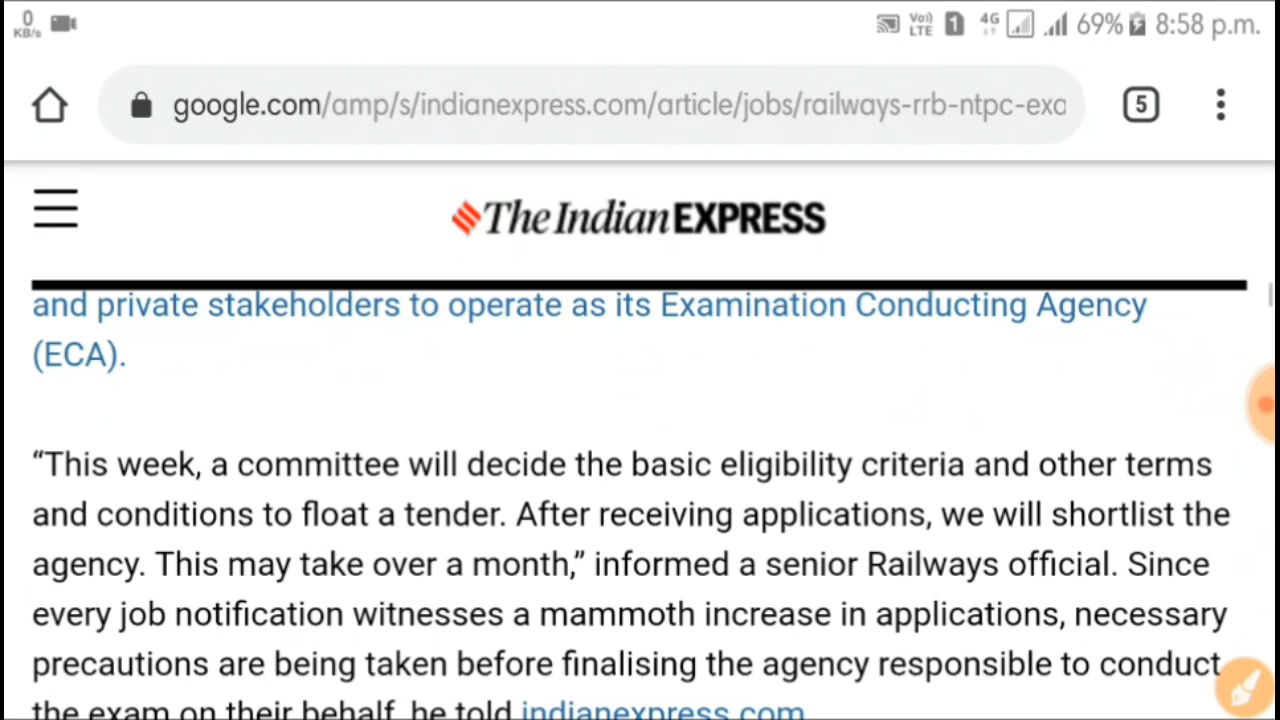 0
KB/s
Vo)) LTE 1 4G 69% 8:58 p.m.
google.com/amp/s/indianexpress.com/article/jobs/railways-rrb-ntpc-exa
5
The Indian EXPRESS
and private stakeholders to operate as its Examination Conducting Agency
(ECA).
“This week, a committee will decide the basic eligibility criteria and other terms
and conditions to float a tender. After receiving applications, we will shortlist the
agency. This may take over a month,” informed a senior Railways official. Since
every job notification witnesses a mammoth increase in applications, necessary
precautions are being taken before finalising the agency responsible to conduct
the exam on their behalf, he told indianexpress.com